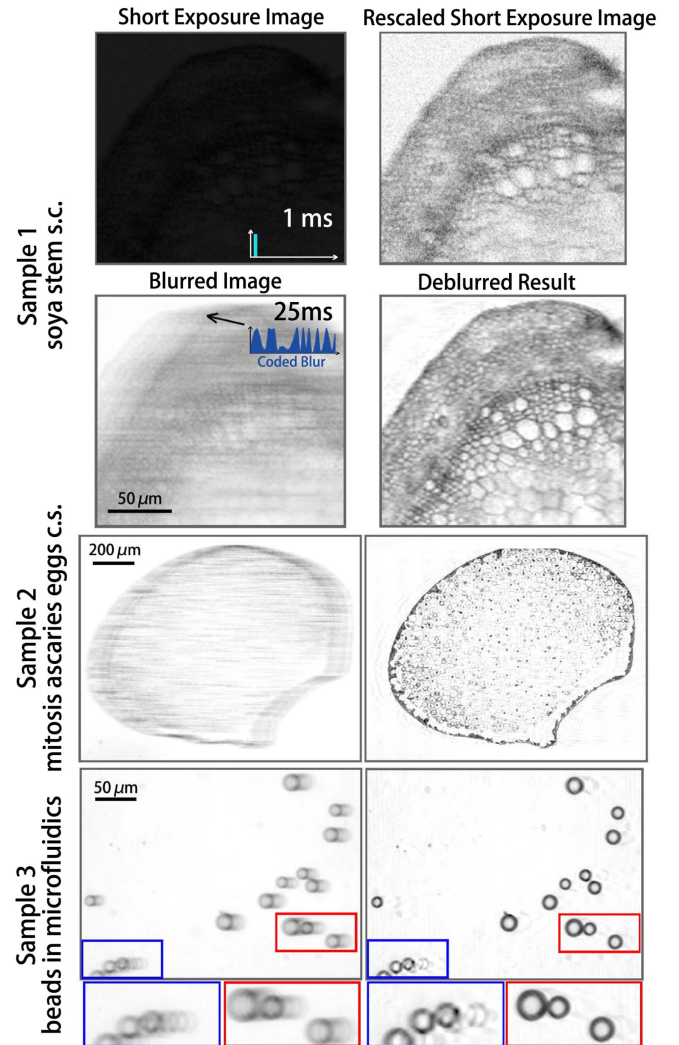 Short Exposure Image
Rescaled Short Exposure Image
Sample 1
soya stem s.c.
1 ms
Blurred Image
Deblurred Result
25ms
Coded Blur
50 μm
Sample 2
mitosis ascaries eggs c.s.
200 μm
Sample 3
beads in microfluidics
50 μm